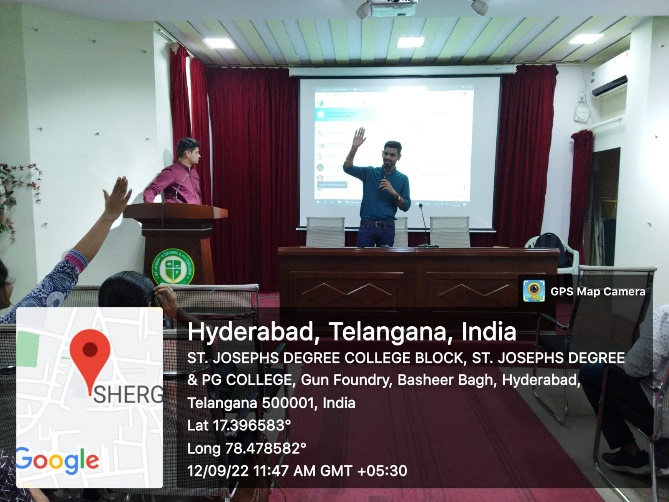 GPS Map Camera
Hyderabad, Telangana, India
ST. JOSEPHS DEGREE COLLEGE BLOCK, ST. JOSEPHS DEGREE
& PG COLLEGE, Gun Foundry, Basheer Bagh, Hyderabad,
Telangana 500001, India
Lat 17.396583°
Long 78.478582°
12/09/22 11:47 AM GMT +05:30
SHERG
Google